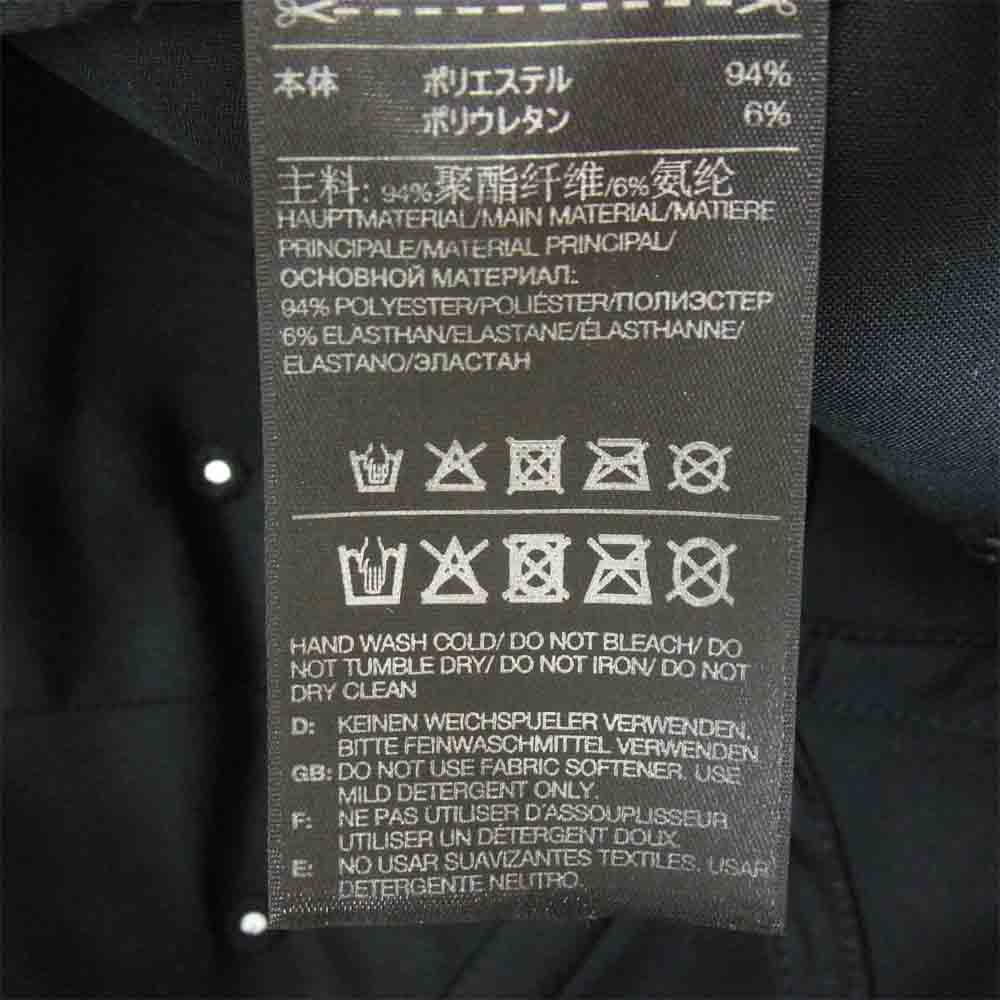 本体 ポリエステル 94%
ポリウレタン 6%
主料: 94%聚酯纤维/6%氨纶
HAUPTMATERIAL/MAIN MATERIAL/MATIERE
PRINCIPALE/MATERIAL PRINCIPAL/
ОСНОВНОЙ МАТЕРИАЛ:
94% POLYESTER/POLIÉSTER/ПОЛИЭСТЕР
6% ELASTHAN/ELASTANE/ÉLASTHANNE/
ELASTANO/ЭЛАСТАН
HAND WASH COLD/ DO NOT BLEACH/ DO
NOT TUMBLE DRY/ DO NOT IRON/ DO NOT
DRY CLEAN
D: KEINEN WEICHSPUELER VERWENDEN.
BITTE FEINWASCHMITTEL VERWENDEN
GB: DO NOT USE FABRIC SOFTENER. USE
MILD DETERGENT ONLY.
F: NE PAS UTILISER D'ASSOUPLISSEUR
UTILISER UN DÉTERGENT DOUX.
E: NO USAR SUAVIZANTES TEXTILES. USAR
DETERGENTE NEUTRO.